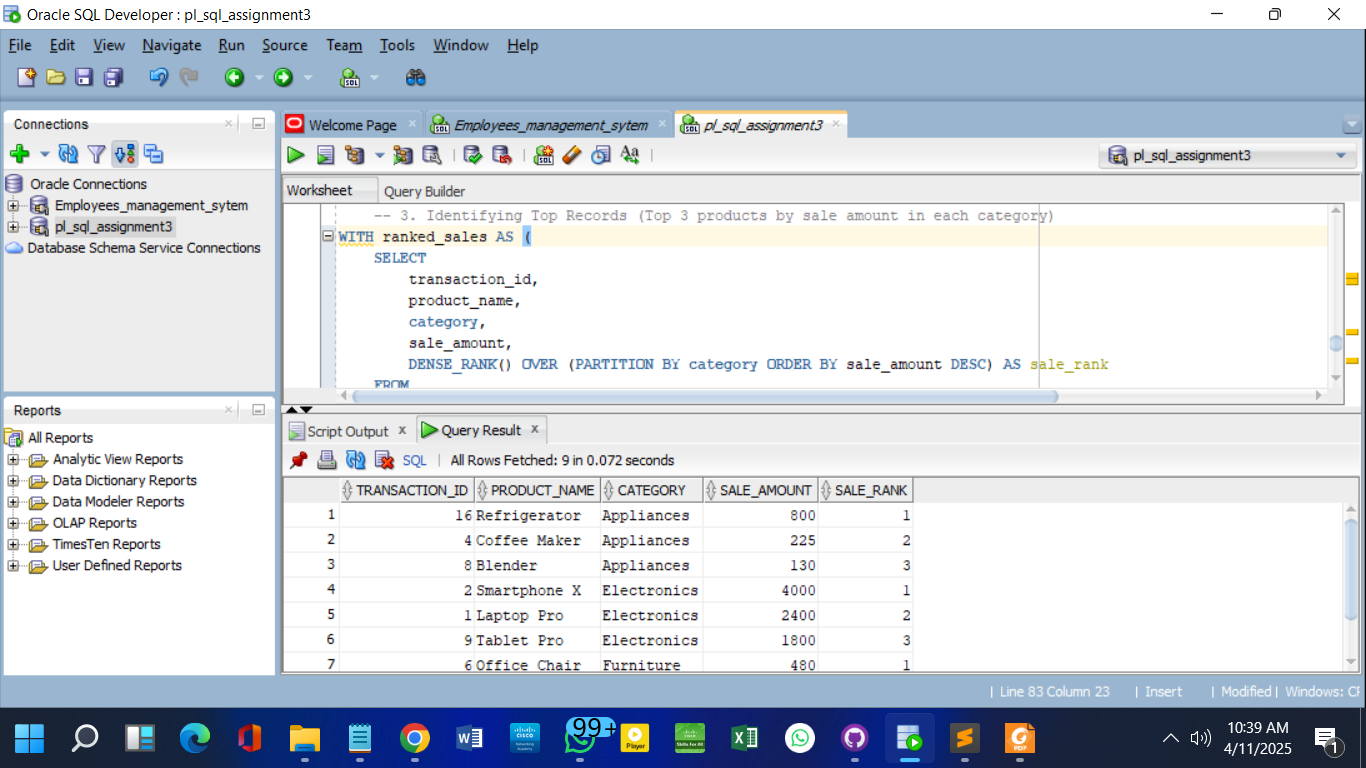 Oracle SQL Developer : pl_sql_assignment3
File Edit View Navigate Run Source Team Tools Window Help
Connections
Oracle Connections
Employees_management_sytem
pl_sql_assignment3
Database Schema Service Connections
Reports
All Reports
Analytic View Reports
Data Dictionary Reports
Data Modeler Reports
OLAP Reports
TimesTen Reports
User Defined Reports
Welcome Page Employees_management_sytem pl_sql_assignment3
pl_sql_assignment3
Worksheet Query Builder
-- 3. Identifying Top Records (Top 3 products by sale amount in each category)
WITH ranked_sales AS (
SELECT
transaction_id,
product_name,
category,
sale_amount,
DENSE_RANK() OVER (PARTITION BY category ORDER BY sale_amount DESC) AS sale_rank
FROM
Script Output Query Result
SQL | All Rows Fetched: 9 in 0.072 seconds
TRANSACTION_ID PRODUCT_NAME CATEGORY SALE_AMOUNT SALE_RANK
1 16 Refrigerator Appliances 800 1
2 4 Coffee Maker Appliances 225 2
3 8 Blender Appliances 130 3
4 2 Smartphone X Electronics 4000 1
5 1 Laptop Pro Electronics 2400 2
6 9 Tablet Pro Electronics 1800 3
7 6 Office Chair Furniture 480 1
| Line 83 Column 23 | Insert | Modified | Windows: CF
99+
10:39 AM
4/11/2025
1